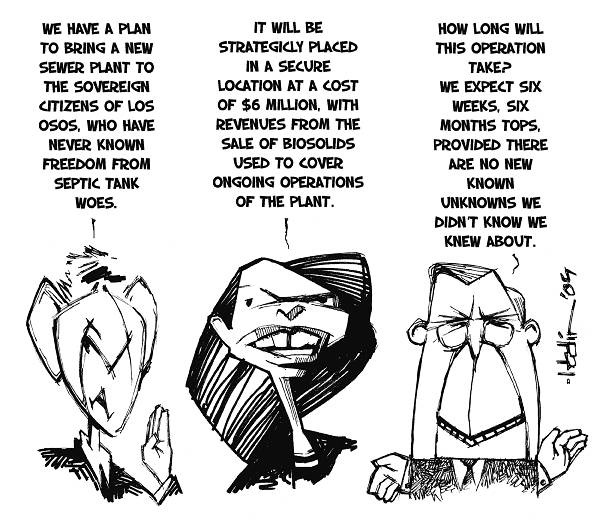 WE HAVE A PLAN
TO BRING A NEW
SEWER PLANT TO
THE SOVEREIGN
CITIZENS OF LOS
OSOS, WHO HAVE
NEVER KNOWN
FREEDOM FROM
SEPTIC TANK
WOES.
IT WILL BE
STRATEGICLY PLACED
IN A SECURE
LOCATION AT A COST
OF $6 MILLION, WITH
REVENUES FROM THE
SALE OF BIOSOLIDS
USED TO COVER
ONGOING OPERATIONS
OF THE PLANT.
HOW LONG WILL
THIS OPERATION
TAKE?
WE EXPECT SIX
WEEKS, SIX
MONTHS TOPS,
PROVIDED THERE
ARE NO NEW
KNOWN
UNKNOWNS WE
DIDN'T KNOW WE
KNEW ABOUT.